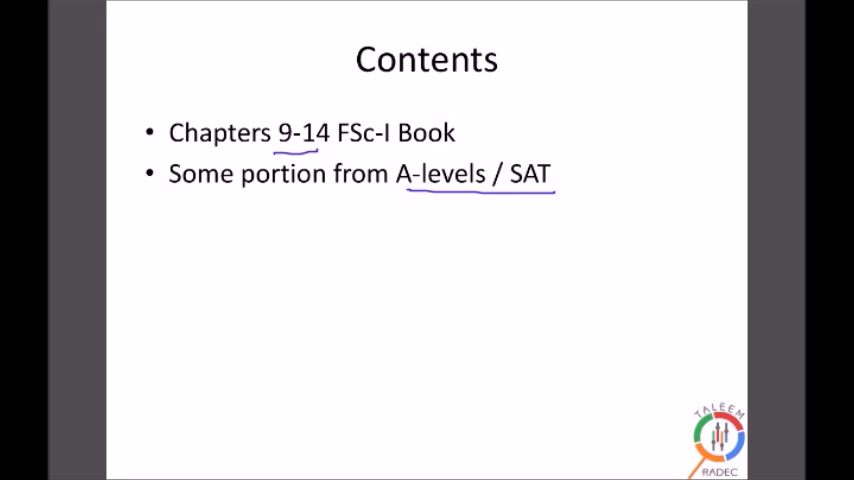 Contents
• Chapters 9-14 FSc-I Book
• Some portion from A-levels / SAT
TALEEM
RADEC